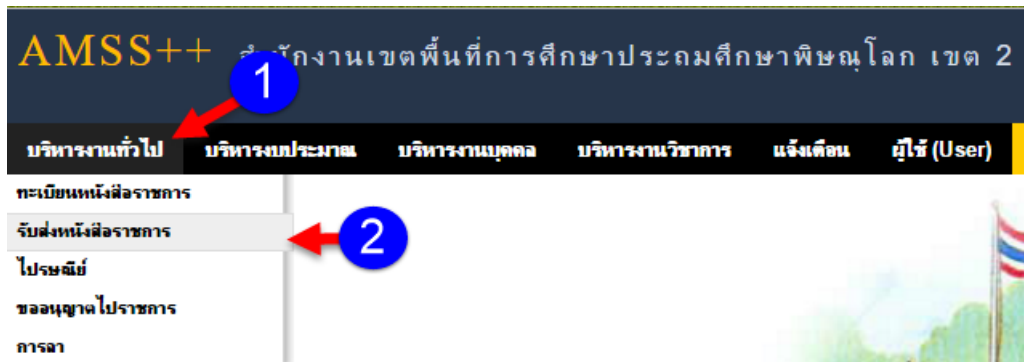 AMSS++ สำนักงานเขตพื้นที่การศึกษาประถมศึกษาพิษณุโลก เขต 2
1
บริหารงานทั่วไป บริหารงบประมาณ บริหารงานบุคคล บริหารงานวิชาการ แจ้งเตือน ผู้ใช้ (User)
ทะเบียนหนังสือราชการ
รับส่งหนังสือราชการ 2
ไปรษณีย์
ขออนุญาตไปราชการ
การลา